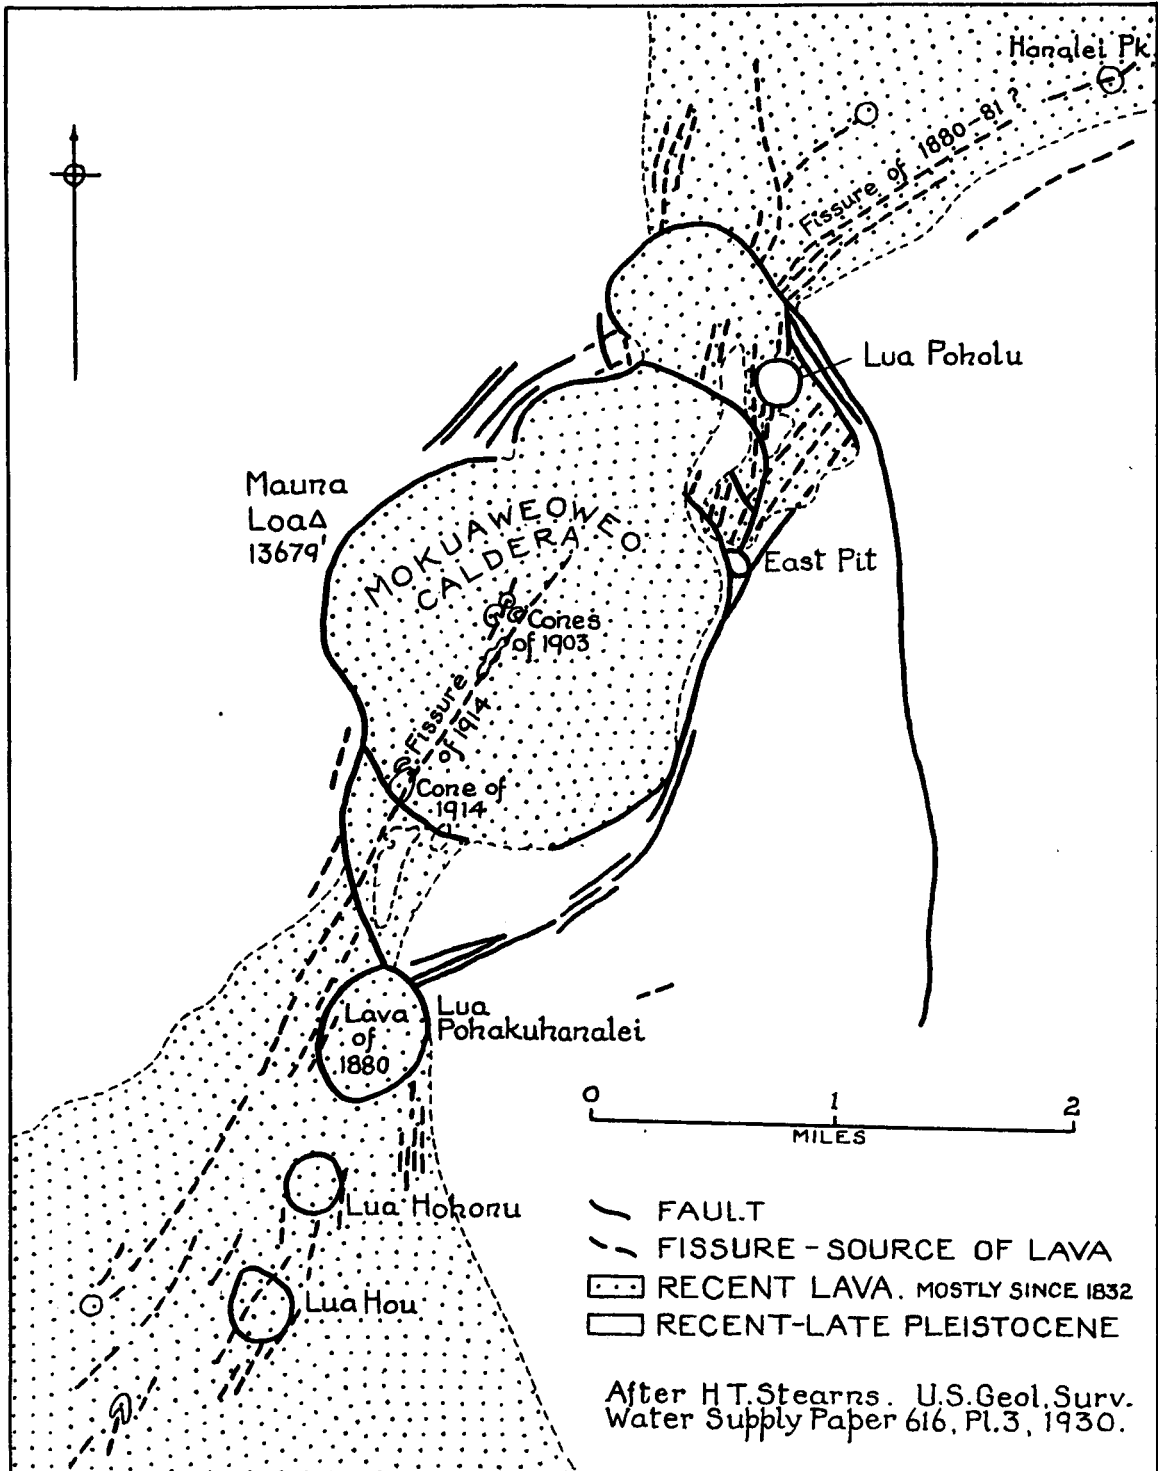 Hanalei Pk.
Fissure of 1880-81 ?
Lua Poholu
Mauna
Loa
13679'
MOKUAWEOWEO
CALDERA
East Pit
Cones
of 1903
Fissure
of 1914
Cone of
1914
Lava
of
1880
Lua
Pohakuhanalei
0 1 2
MILES
Lua Hohonu
Lua Hou
FAULT
FISSURE - SOURCE OF LAVA
RECENT LAVA. MOSTLY SINCE 1832
RECENT-LATE PLEISTOCENE
After H.T.Stearns. U.S.Geol.Surv.
Water Supply Paper 616, Pl.3, 1930.